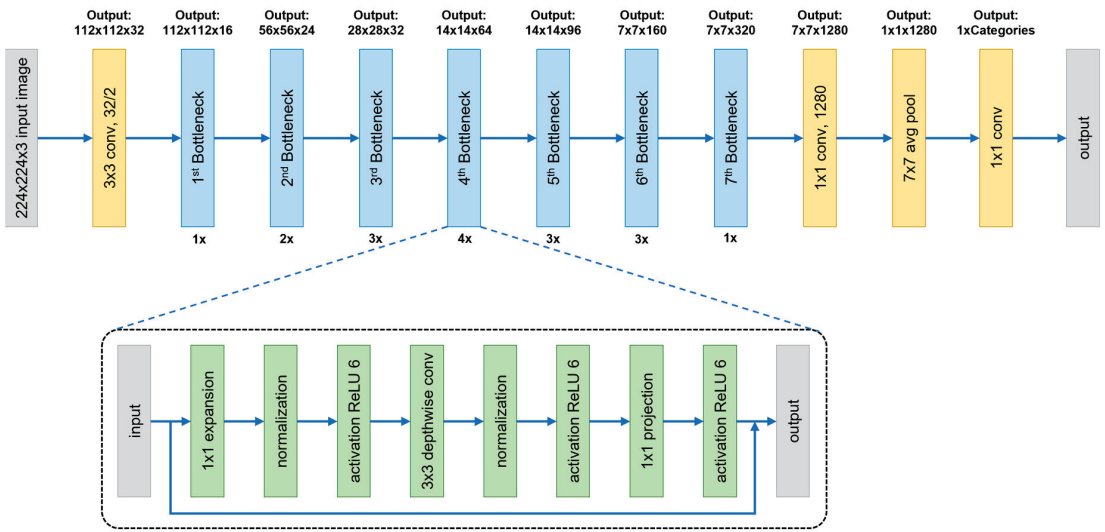 Output:
112x112x32
Output:
112x112x16
Output:
56x56x24
Output:
28x28x32
Output:
14x14x64
Output:
14x14x96
Output:
7x7x160
Output:
7x7x320
Output:
7x7x1280
Output:
1x1x1280
Output:
1xCategories
224x224x3 input image
3x3 conv, 32/2
1st Bottleneck
2nd Bottleneck
3rd Bottleneck
4th Bottleneck
5th Bottleneck
6th Bottleneck
7th Bottleneck
1x1 conv, 1280
7x7 avg pool
1x1 conv
output
1x
2x
3x
4x
3x
3x
1x
input
1x1 expansion
normalization
activation ReLU 6
3x3 depthwise conv
normalization
activation ReLU 6
1x1 projection
activation ReLU 6
output